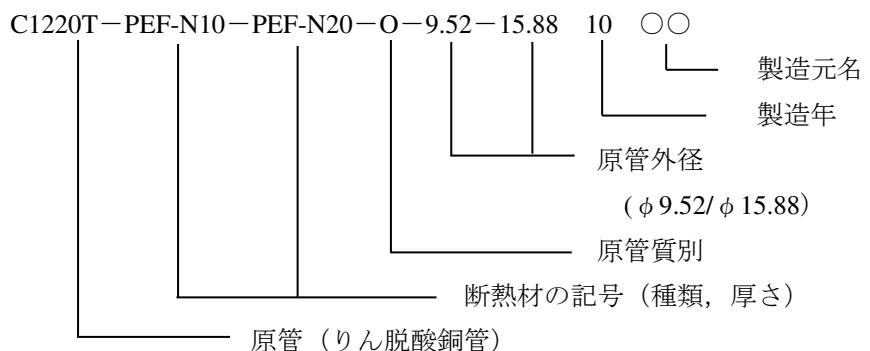 C1220T－PEF-N10－PEF-N20－O－9.52－15.88 10 ○○
製造元名
製造年
原管外径
(φ9.52/φ15.88)
原管質別
断熱材の記号（種類，厚さ）
原管（りん脱酸銅管）